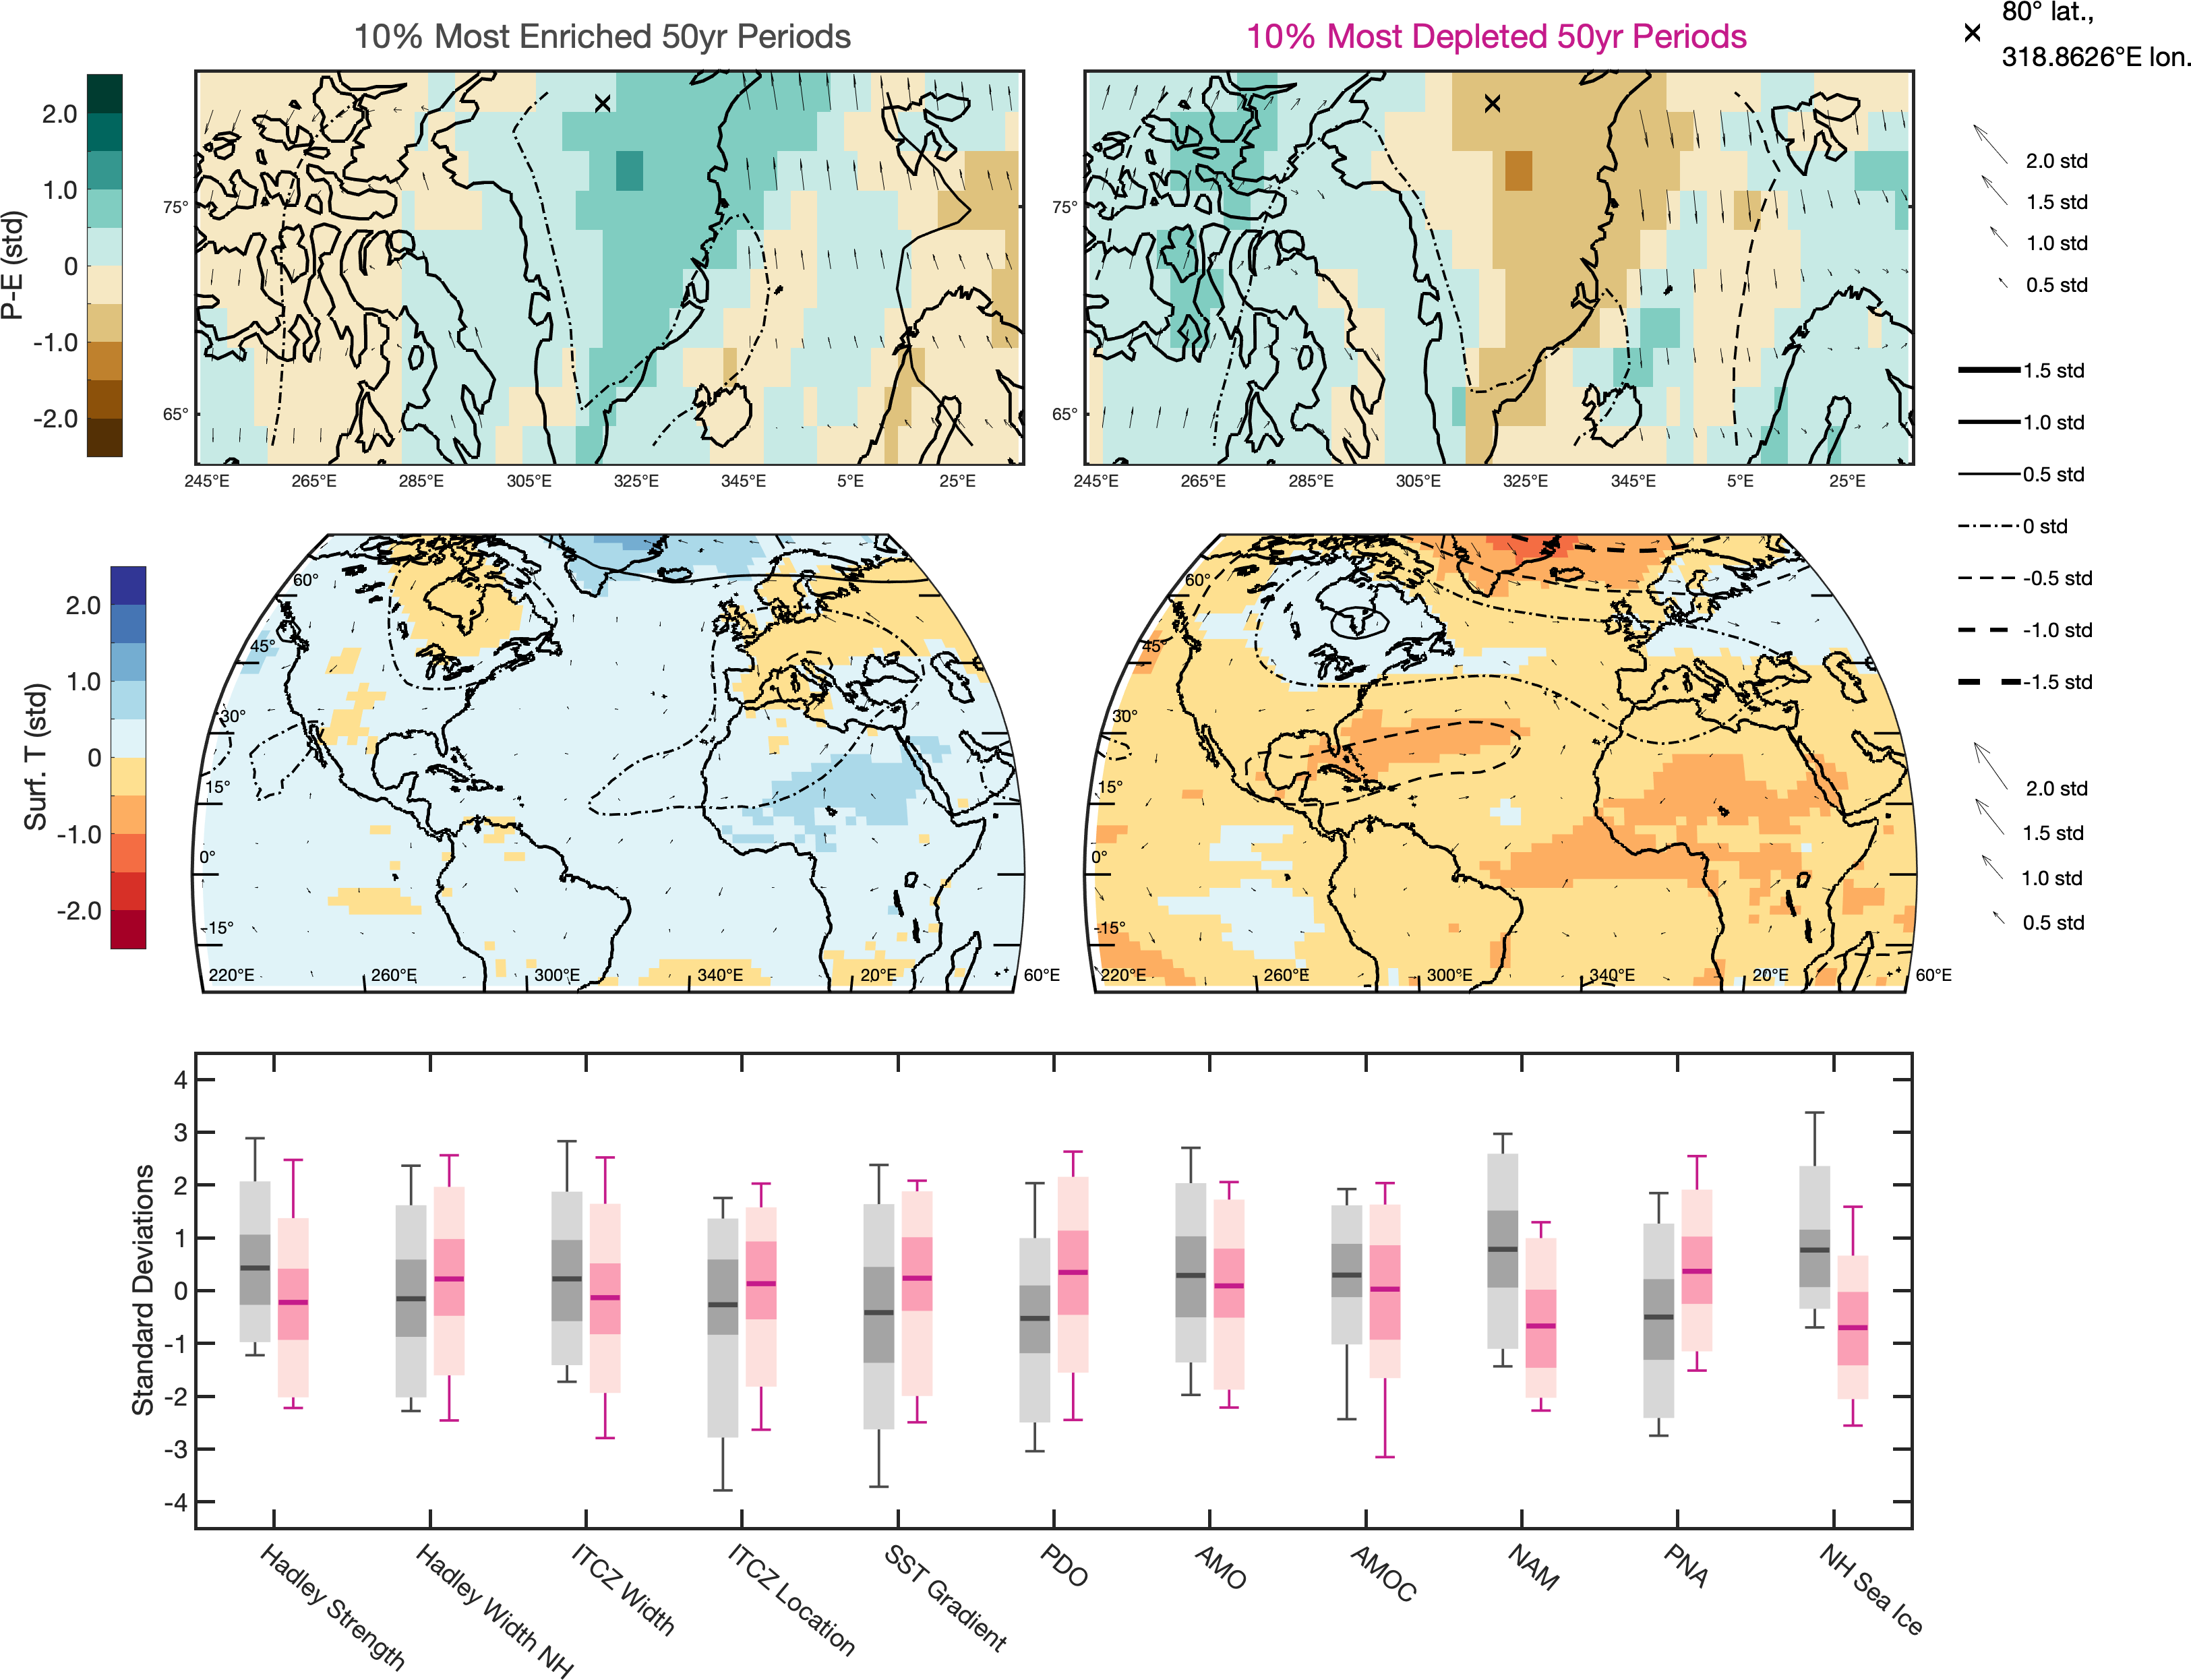 10% Most Enriched 50yr Periods
10% Most Depleted 50yr Periods
80° lat.,
318.8626°E lon.
P-E (std)
2.0
1.0
0
-1.0
-2.0
75°
65°
245°E 265°E 285°E 305°E 325°E 345°E 5°E 25°E
75°
65°
245°E 265°E 285°E 305°E 325°E 345°E 5°E 25°E
2.0 std
1.5 std
1.0 std
0.5 std
1.5 std
1.0 std
0.5 std
0 std
-0.5 std
-1.0 std
-1.5 std
Surf. T (std)
2.0
1.0
0
-1.0
-2.0
60°
45°
30°
15°
0°
-15°
220°E 260°E 300°E 340°E 20°E 60°E
60°
45°
30°
15°
0°
-15°
220°E 260°E 300°E 340°E 20°E 60°E
2.0 std
1.5 std
1.0 std
0.5 std
Standard Deviations
4
3
2
1
0
-1
-2
-3
-4
Hadley Strength
Hadley Width NH
ITCZ Width
ITCZ Location
SST Gradient
PDO
AMO
AMOC
NAM
PNA
NH Sea Ice